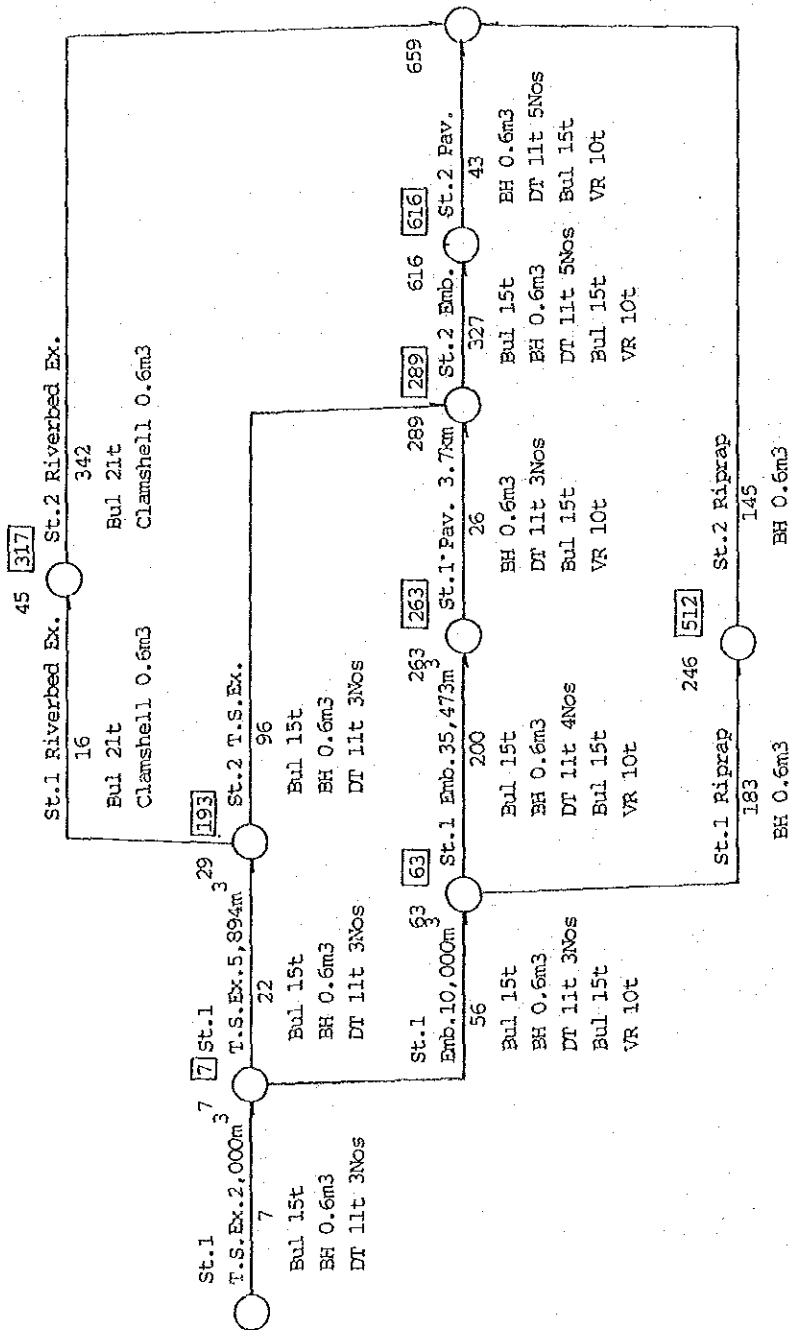 St.1 Riverbed Ex.
16
Bul 21t
Clamshell 0.6m3
45 317
St.2 Riverbed Ex.
342
Bul 21t
Clamshell 0.6m3
St.1
T.S.Ex.2,000m3
7
Bul 15t
BH 0.6m3
DT 11t 3Nos
7 7
St.1
T.S.Ex.5,894m3
22
Bul 15t
BH 0.6m3
DT 11t 3Nos
29 193
St.2 T.S.Ex.
96
Bul 15t
BH 0.6m3
DT 11t 3Nos
St.1
Emb.10,000m3
56
Bul 15t
BH 0.6m3
DT 11t 3Nos
Bul 15t
VR 10t
63 63
St.1 Emb.35,473m3
200
Bul 15t
BH 0.6m3
DT 11t 4Nos
Bul 15t
VR 10t
263 263
St.1 Pav. 3.7km
26
BH 0.6m3
DT 11t 3Nos
Bul 15t
VR 10t
289 289
St.2 Emb.
327
Bul 15t
BH 0.6m3
DT 11t 5Nos
Bul 15t
VR 10t
616 616
St.2 Pav.
43
BH 0.6m3
DT 11t 5Nos
Bul 15t
VR 10t
659
St.1 Riprap
183
BH 0.6m3
246 512
St.2 Riprap
145
BH 0.6m3